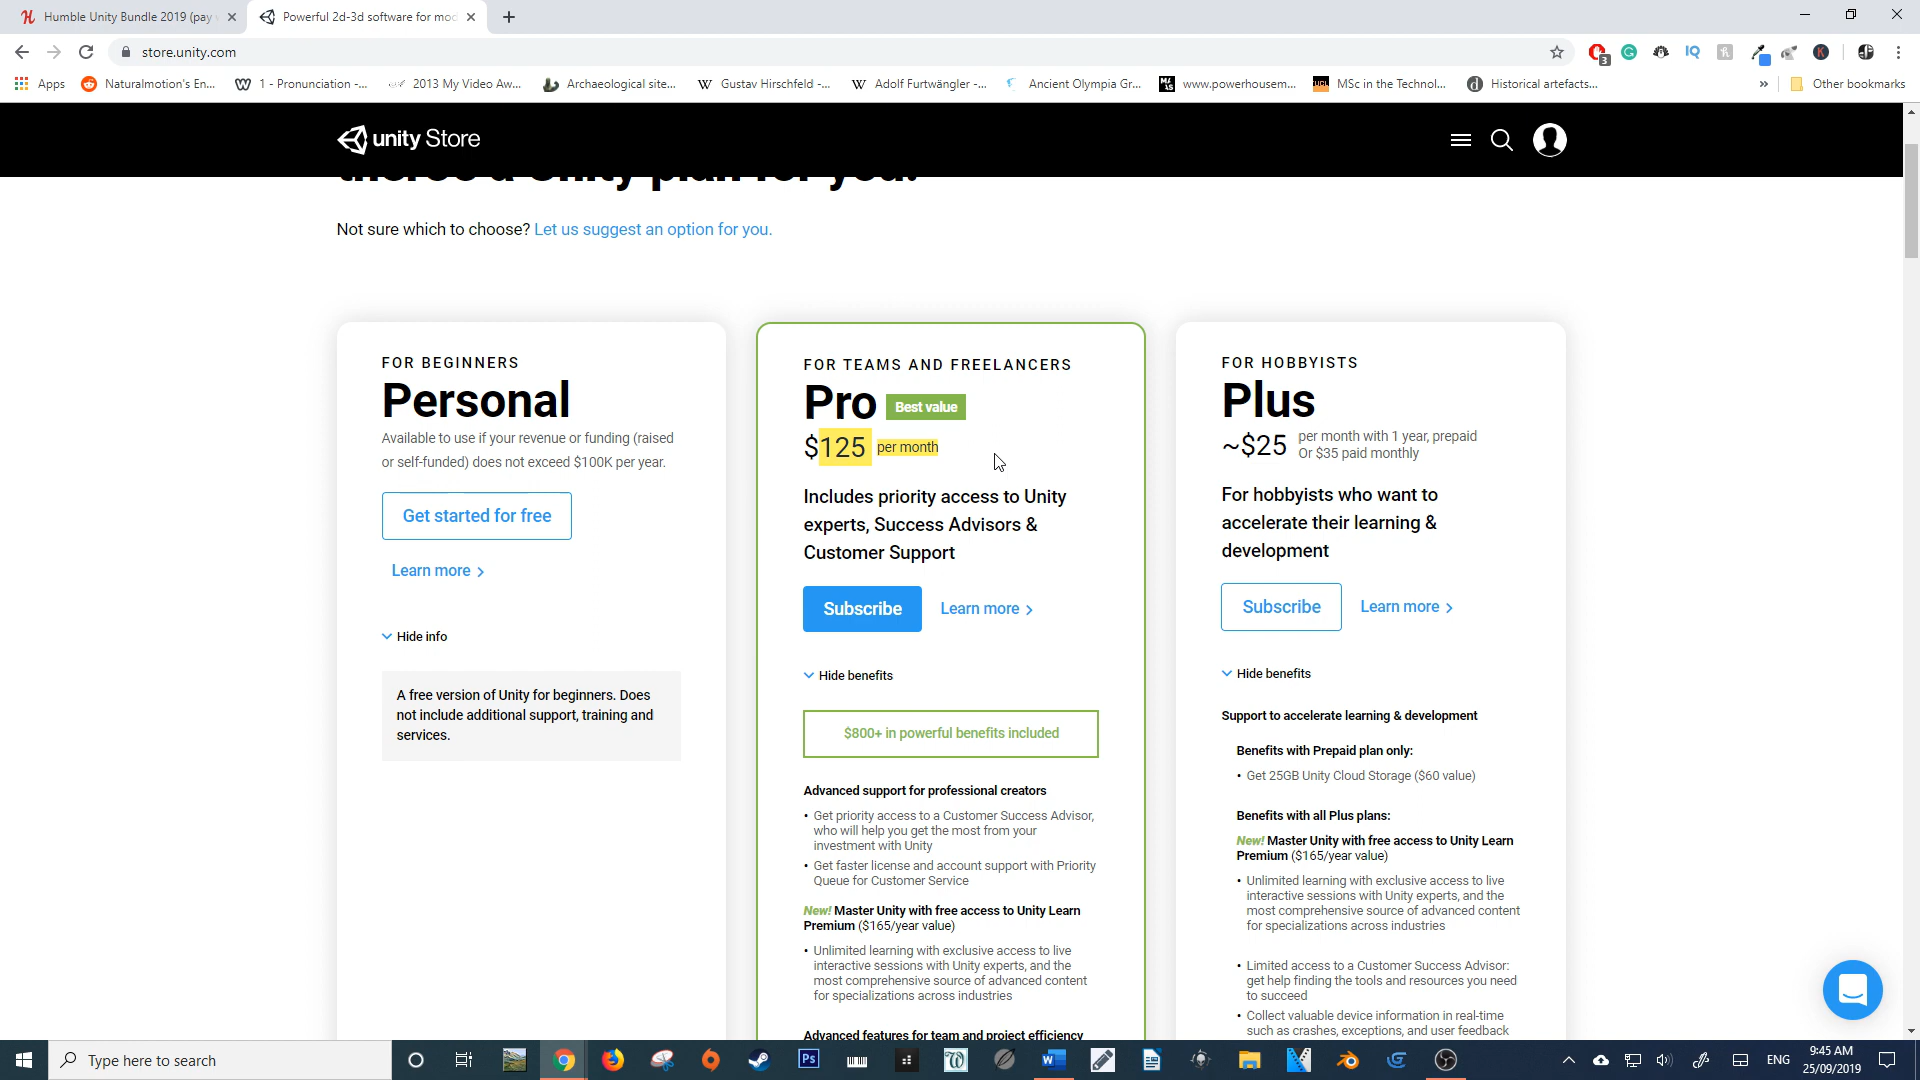 Humble Unity Bundle 2019 (pay
Powerful 2d-3d software for mod
store.unity.com
3
Apps
Naturalmotion's En...
1 - Pronunciation -...
2013 My Video Aw...
Archaeological site...
Gustav Hirschfeld -...
Adolf Furtwängler -...
Ancient Olympia Gr...
www.powerhousem...
MSc in the Technol...
Historical artefacts...
»
Other bookmarks
unity Store
there's a Unity plan for you.
Not sure which to choose? Let us suggest an option for you.
FOR BEGINNERS
Personal
Available to use if your revenue or funding (raised
or self-funded) does not exceed $100K per year.
Get started for free
Learn more
Hide info
A free version of Unity for beginners. Does
not include additional support, training and
services.
FOR TEAMS AND FREELANCERS
Pro Best value
$125 per month
Includes priority access to Unity
experts, Success Advisors &
Customer Support
Subscribe Learn more
Hide benefits
$800+ in powerful benefits included
Advanced support for professional creators
• Get priority access to a Customer Success Advisor,
who will help you get the most from your
investment with Unity
• Get faster license and account support with Priority
Queue for Customer Service
New! Master Unity with free access to Unity Learn
Premium ($165/year value)
• Unlimited learning with exclusive access to live
interactive sessions with Unity experts, and the
most comprehensive source of advanced content
for specializations across industries
Advanced features for team and project efficiency
FOR HOBBYISTS
Plus
~$25 per month with 1 year, prepaid
Or $35 paid monthly
For hobbyists who want to
accelerate their learning &
development
Subscribe Learn more
Hide benefits
Support to accelerate learning & development
Benefits with Prepaid plan only:
• Get 25GB Unity Cloud Storage ($60 value)
Benefits with all Plus plans:
New! Master Unity with free access to Unity Learn
Premium ($165/year value)
• Unlimited learning with exclusive access to live
interactive sessions with Unity experts, and the
most comprehensive source of advanced content
for specializations across industries
• Limited access to a Customer Success Advisor:
get help finding the tools and resources you need
to succeed
• Collect valuable device information in real-time
such as crashes, exceptions, and user feedback
Type here to search
ENG
9:45 AM
25/09/2019